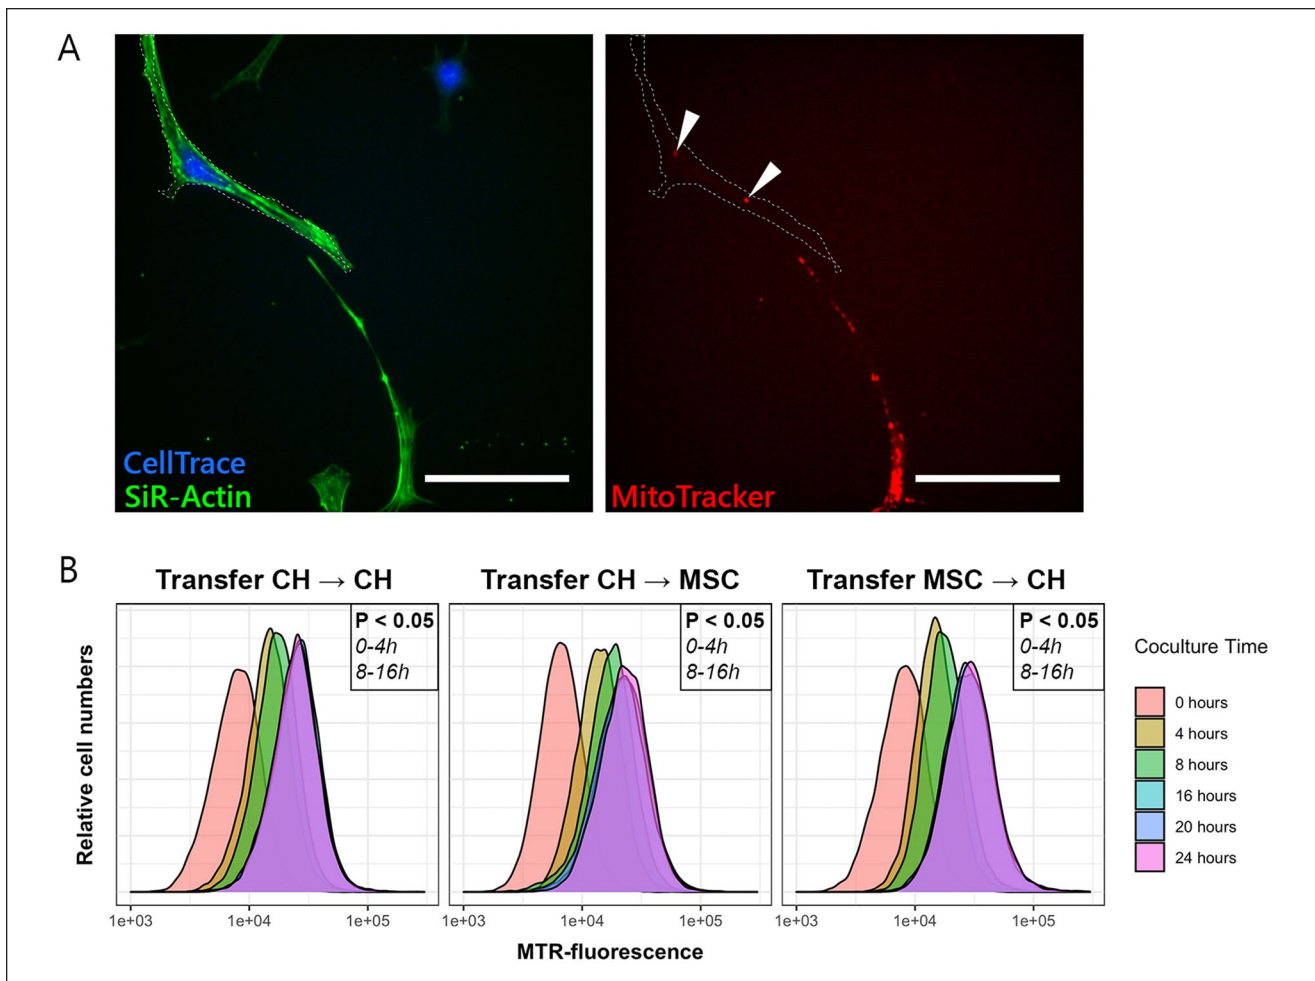 A
CellTrace
SiR-Actin
MitoTracker
B
Transfer CH → CH
Transfer CH → MSC
Transfer MSC → CH
P < 0.05
0-4h
8-16h
P < 0.05
0-4h
8-16h
P < 0.05
0-4h
8-16h
Relative cell numbers
1e+03
1e+04
1e+05
1e+03
1e+04
1e+05
1e+03
1e+04
1e+05
MTR-fluorescence
Coculture Time
0 hours
4 hours
8 hours
16 hours
20 hours
24 hours